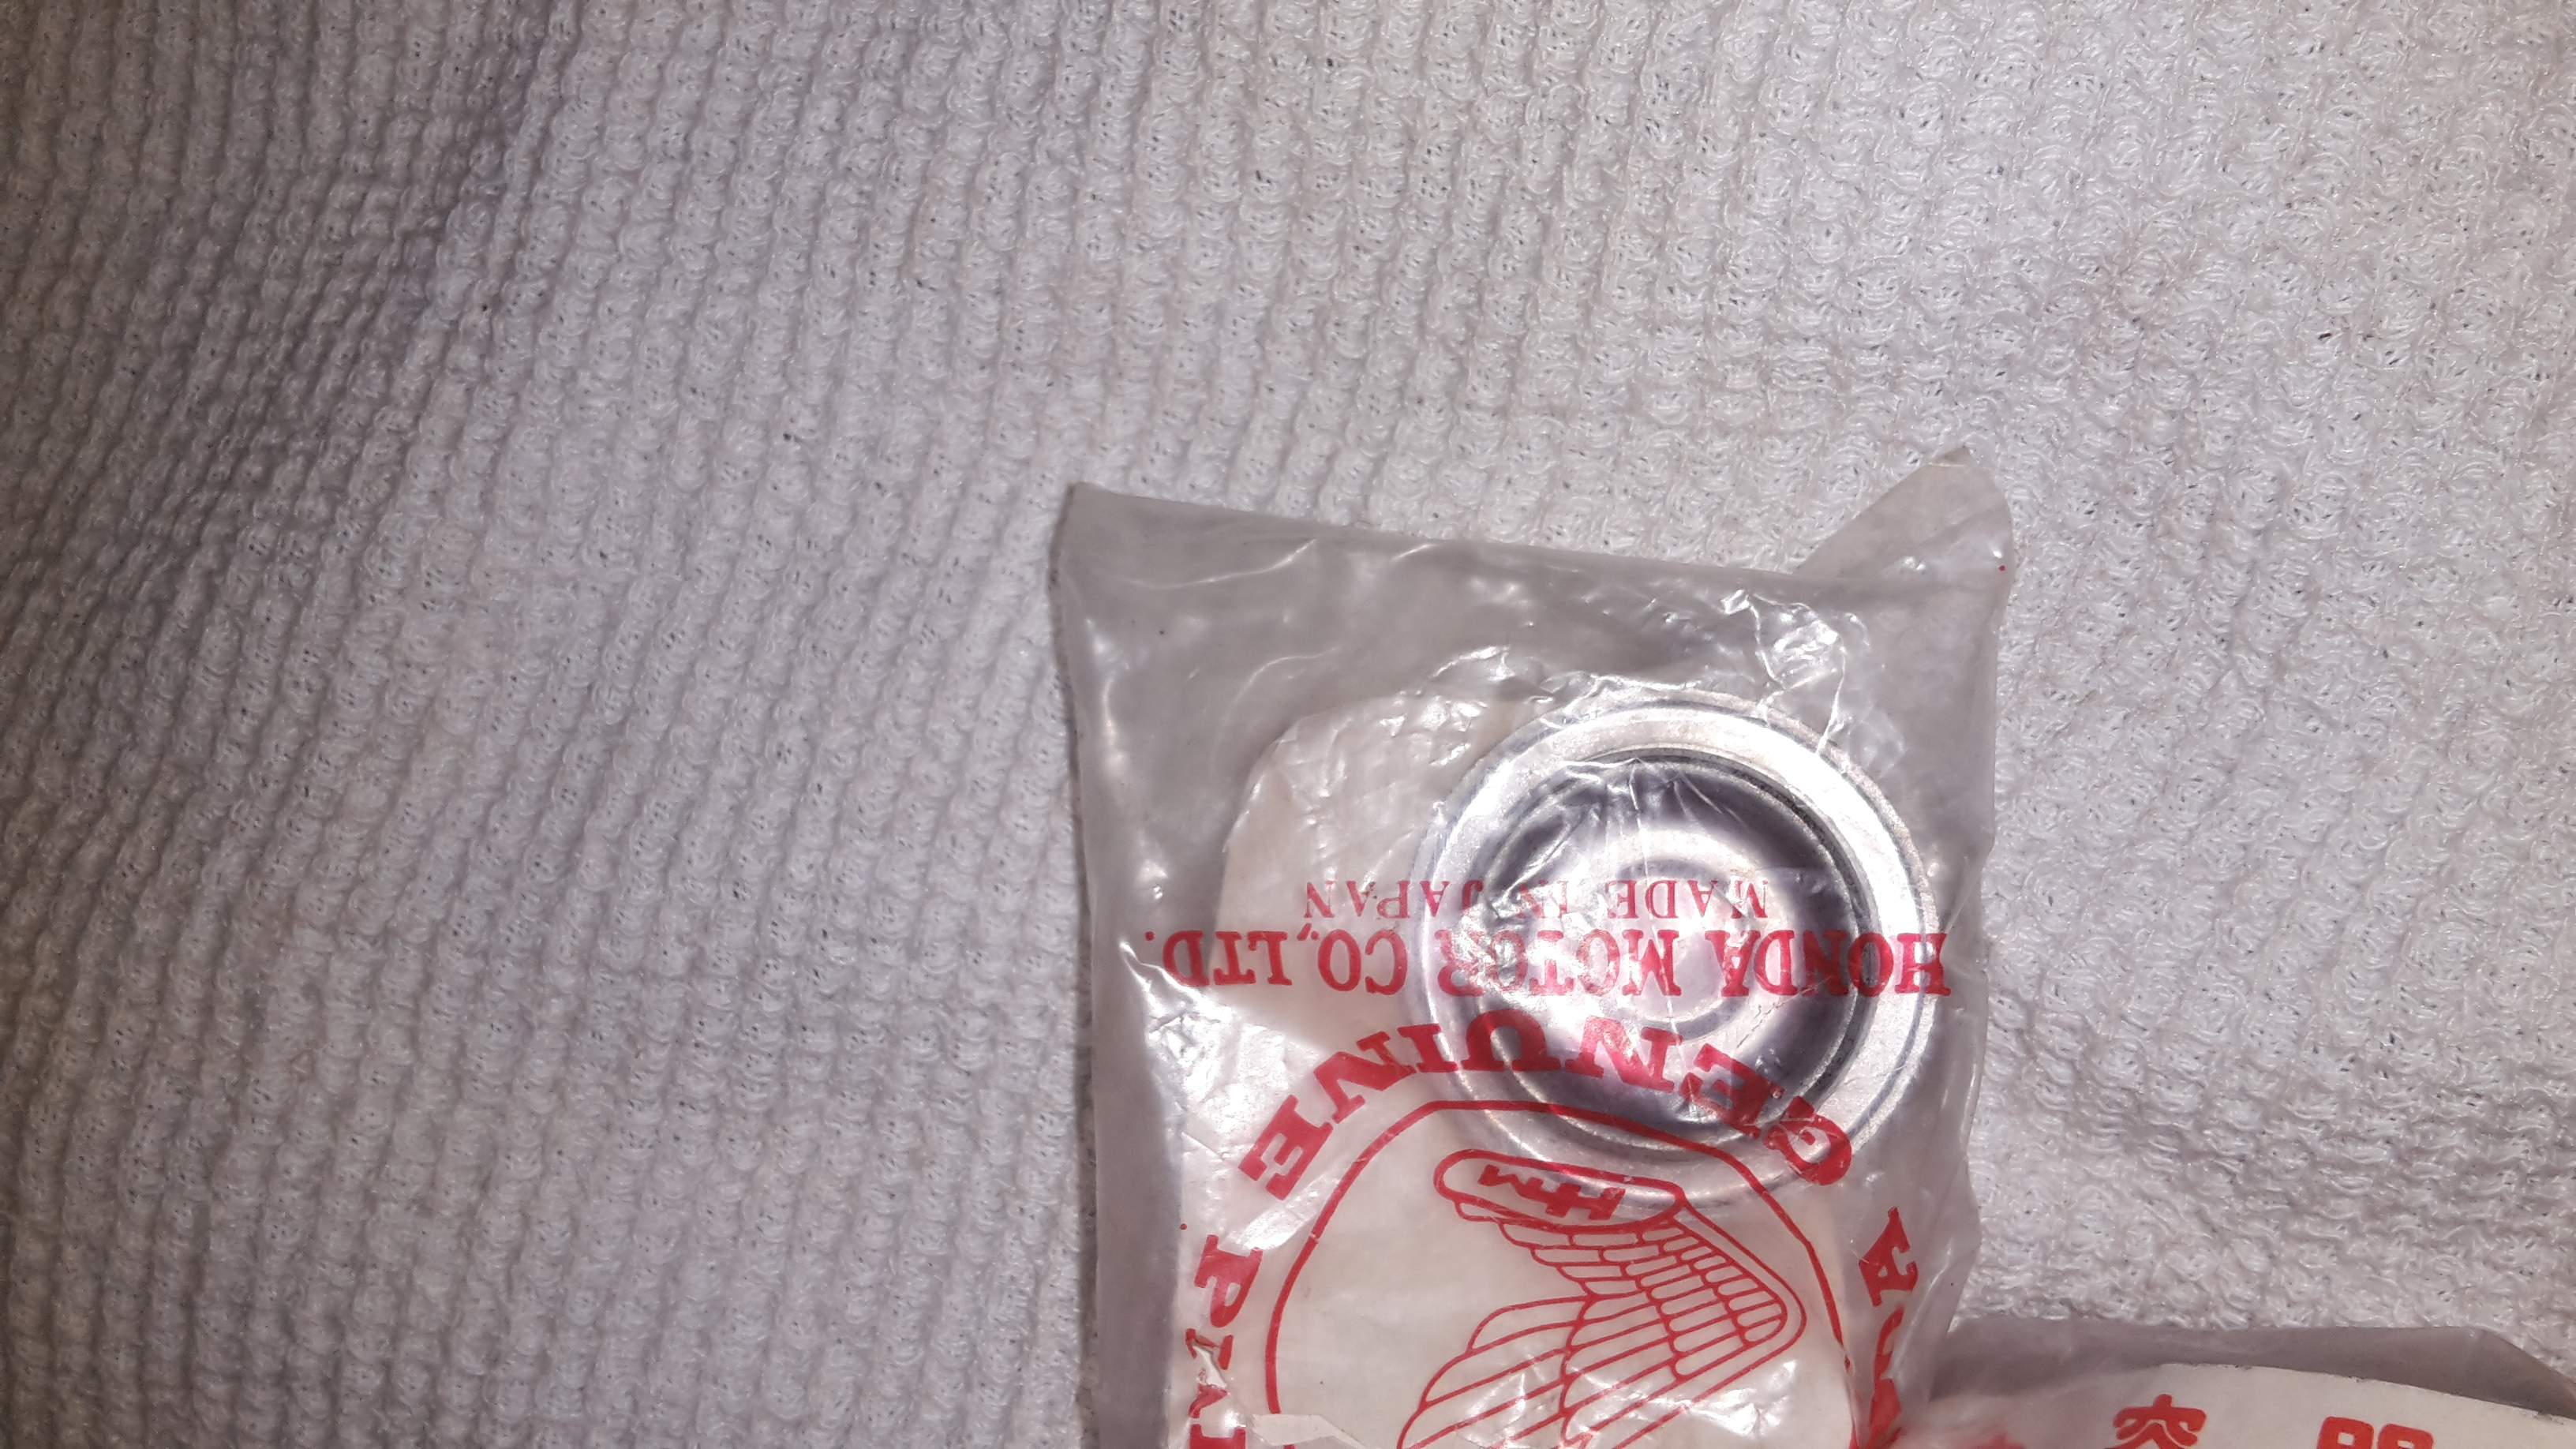 MADE IN JAPAN
HONDA MOTOR CO., LTD.
GENUINE
HM